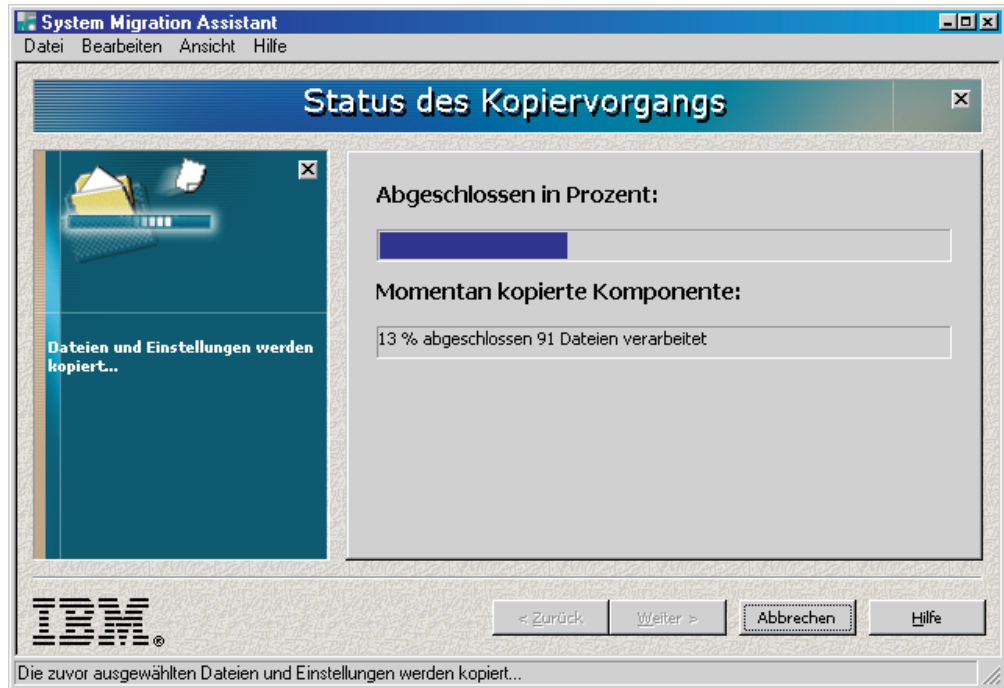 System Migration Assistant
Datei Bearbeiten Ansicht Hilfe
Status des Kopiervorgangs
Dateien und Einstellungen werden
kopiert...
Abgeschlossen in Prozent:
Momentan kopierte Komponente:
13 % abgeschlossen 91 Dateien verarbeitet
IBM®
< Zurück Weiter > Abbrechen Hilfe
Die zuvor ausgewählten Dateien und Einstellungen werden kopiert...